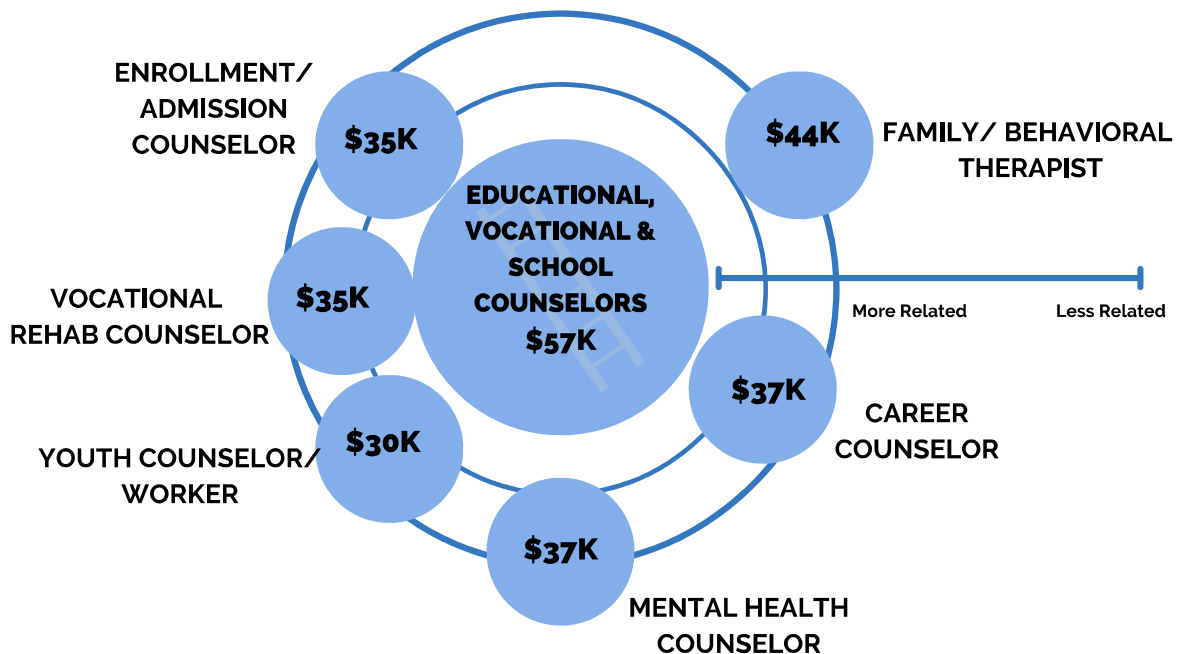 ENROLLMENT/
ADMISSION
COUNSELOR
$35K
$44K
FAMILY/ BEHAVIORAL
THERAPIST
EDUCATIONAL,
VOCATIONAL &
SCHOOL
COUNSELORS
$57K
VOCATIONAL
REHAB COUNSELOR
$35K
More Related
Less Related
$37K
CAREER
COUNSELOR
YOUTH COUNSELOR/
WORKER
$30K
$37K
MENTAL HEALTH
COUNSELOR